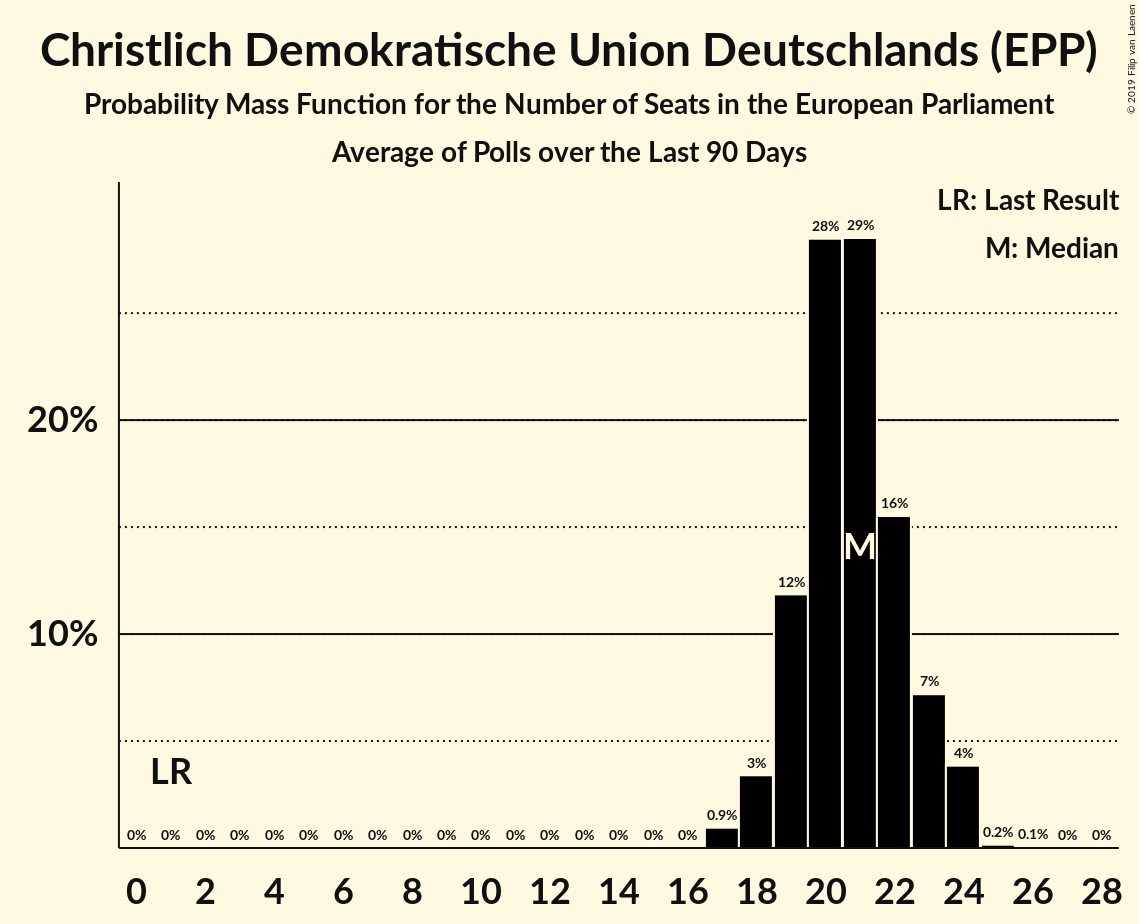 Christlich Demokratische Union Deutschlands (EPP)
Probability Mass Function for the Number of Seats in the European Parliament
Average of Polls over the Last 90 Days
© 2019 Filip van Laenen
LR: Last Result
M: Median
28% 29%
20%
16%
M
12%
10%
7%
LR
3% 4%
0% 0% 0% 0% 0% 0% 0% 0% 0% 0% 0% 0% 0% 0% 0% 0% 0% 0.9% 0.2% 0.1% 0% 0%
0 2 4 6 8 10 12 14 16 18 20 22 24 26 28